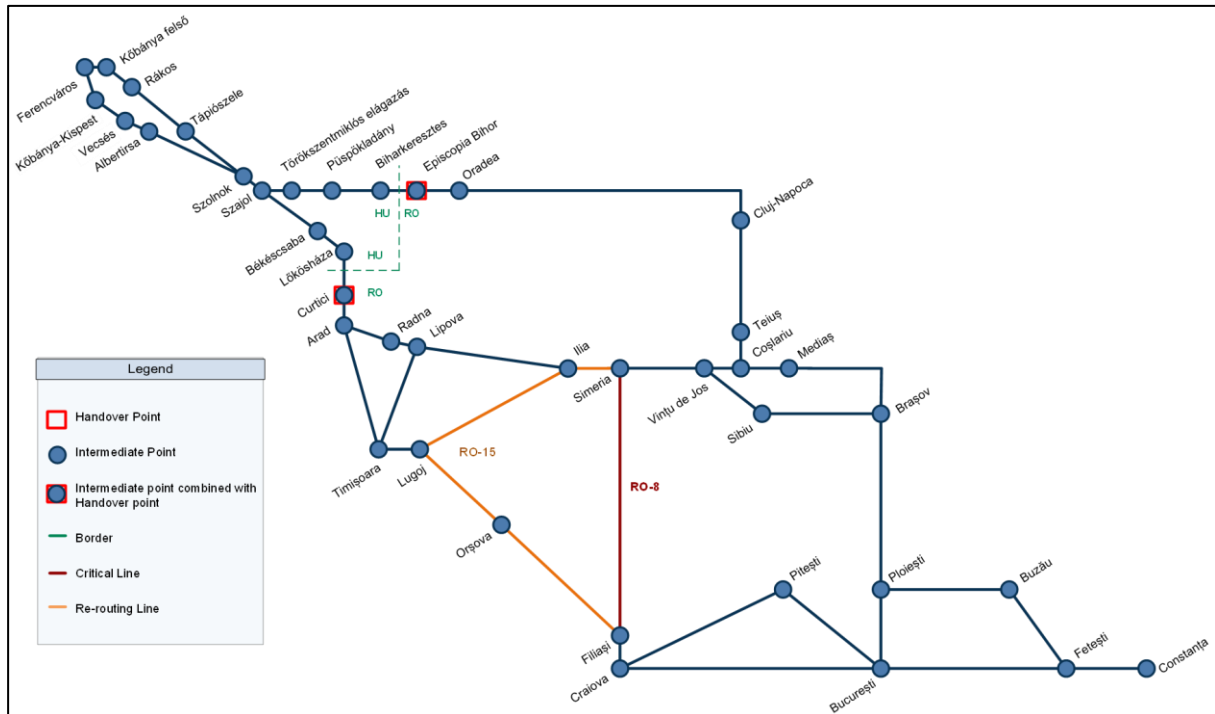 Kőbánya felső
Ferencváros
Rákos
Kőbánya-Kispest
Vecsés
Albertirsa
Tápiószele
Szolnok
Szajol
Törökszentmiklós elágazás
Püspökladány
Biharkeresztes
Episcopia Bihor
Oradea
HU
RO
Cluj-Napoca
Békéscsaba
Lőkösháza
HU
RO
Curtici
Arad
Radna
Lipova
Ilia
Simeria
Teiuș
Coșlariu
Mediaș
Vințu de Jos
Sibiu
Brașov
Legend
Handover Point
Intermediate Point
Intermediate point combined with
Handover point
Border
Critical Line
Re-routing Line
Timișoara
Lugoj
RO-15
RO-8
Orșova
Filiași
Craiova
Pitești
Ploiești
Buzău
București
Fetești
Constanța